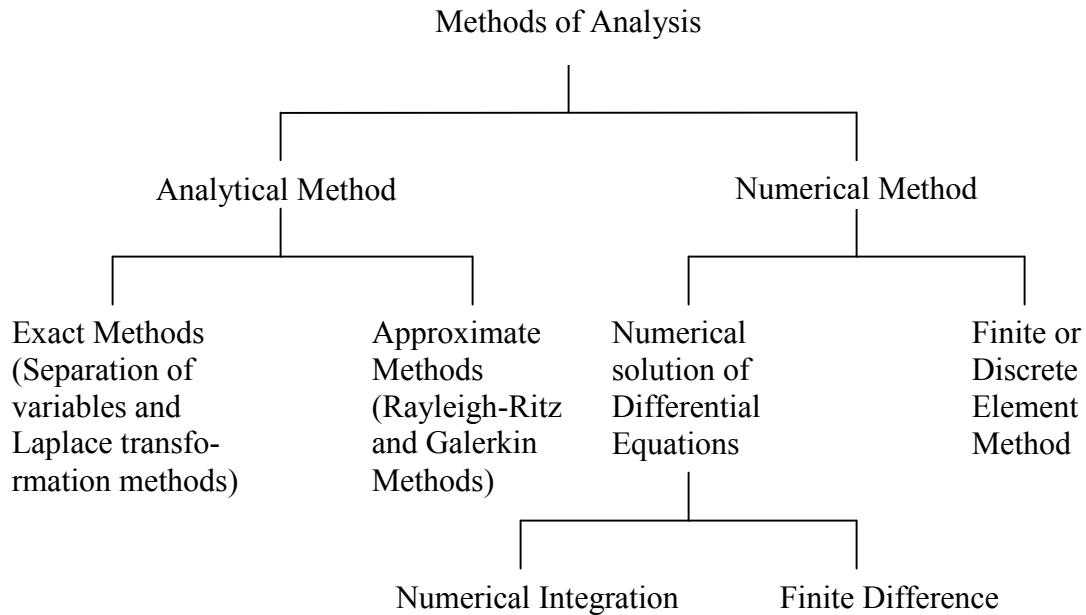 Methods of Analysis
Analytical Method
Numerical Method
Exact Methods
(Separation of
variables and
Laplace transfo-
rmation methods)
Approximate
Methods
(Rayleigh-Ritz
and Galerkin
Methods)
Numerical
solution of
Differential
Equations
Finite or
Discrete
Element
Method
Numerical Integration
Finite Difference